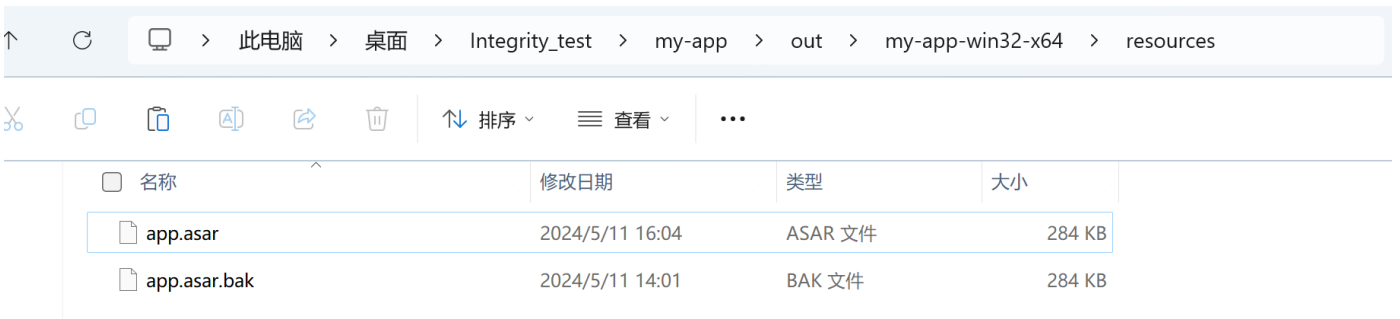 此电脑 > 桌面 > Integrity_test > my-app > out > my-app-win32-x64 > resources
排序 查看
名称 修改日期 类型 大小
app.asar 2024/5/11 16:04 ASAR 文件 284 KB
app.asar.bak 2024/5/11 14:01 BAK 文件 284 KB